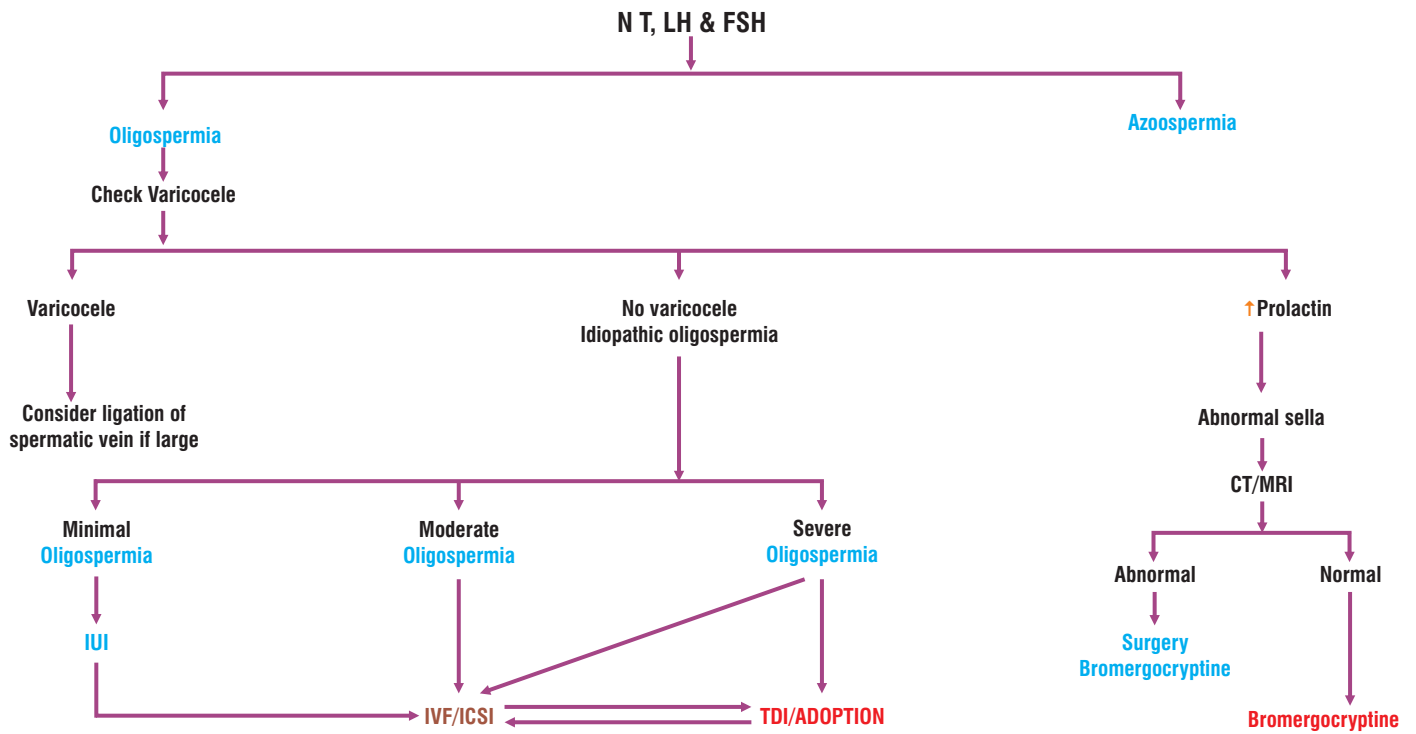 N T, LH & FSH
Oligospermia
Azoospermia
Check Varicocele
Varicocele
No varicocele
Idiopathic oligospermia
↑Prolactin
Consider ligation of
spermatic vein if large
Abnormal sella
CT/MRI
Minimal
Oligospermia
Moderate
Oligospermia
Severe
Oligospermia
Abnormal
Normal
IUI
Surgery
Bromergocryptine
IVF/ICSI
TDI/ADOPTION
Bromergocryptine